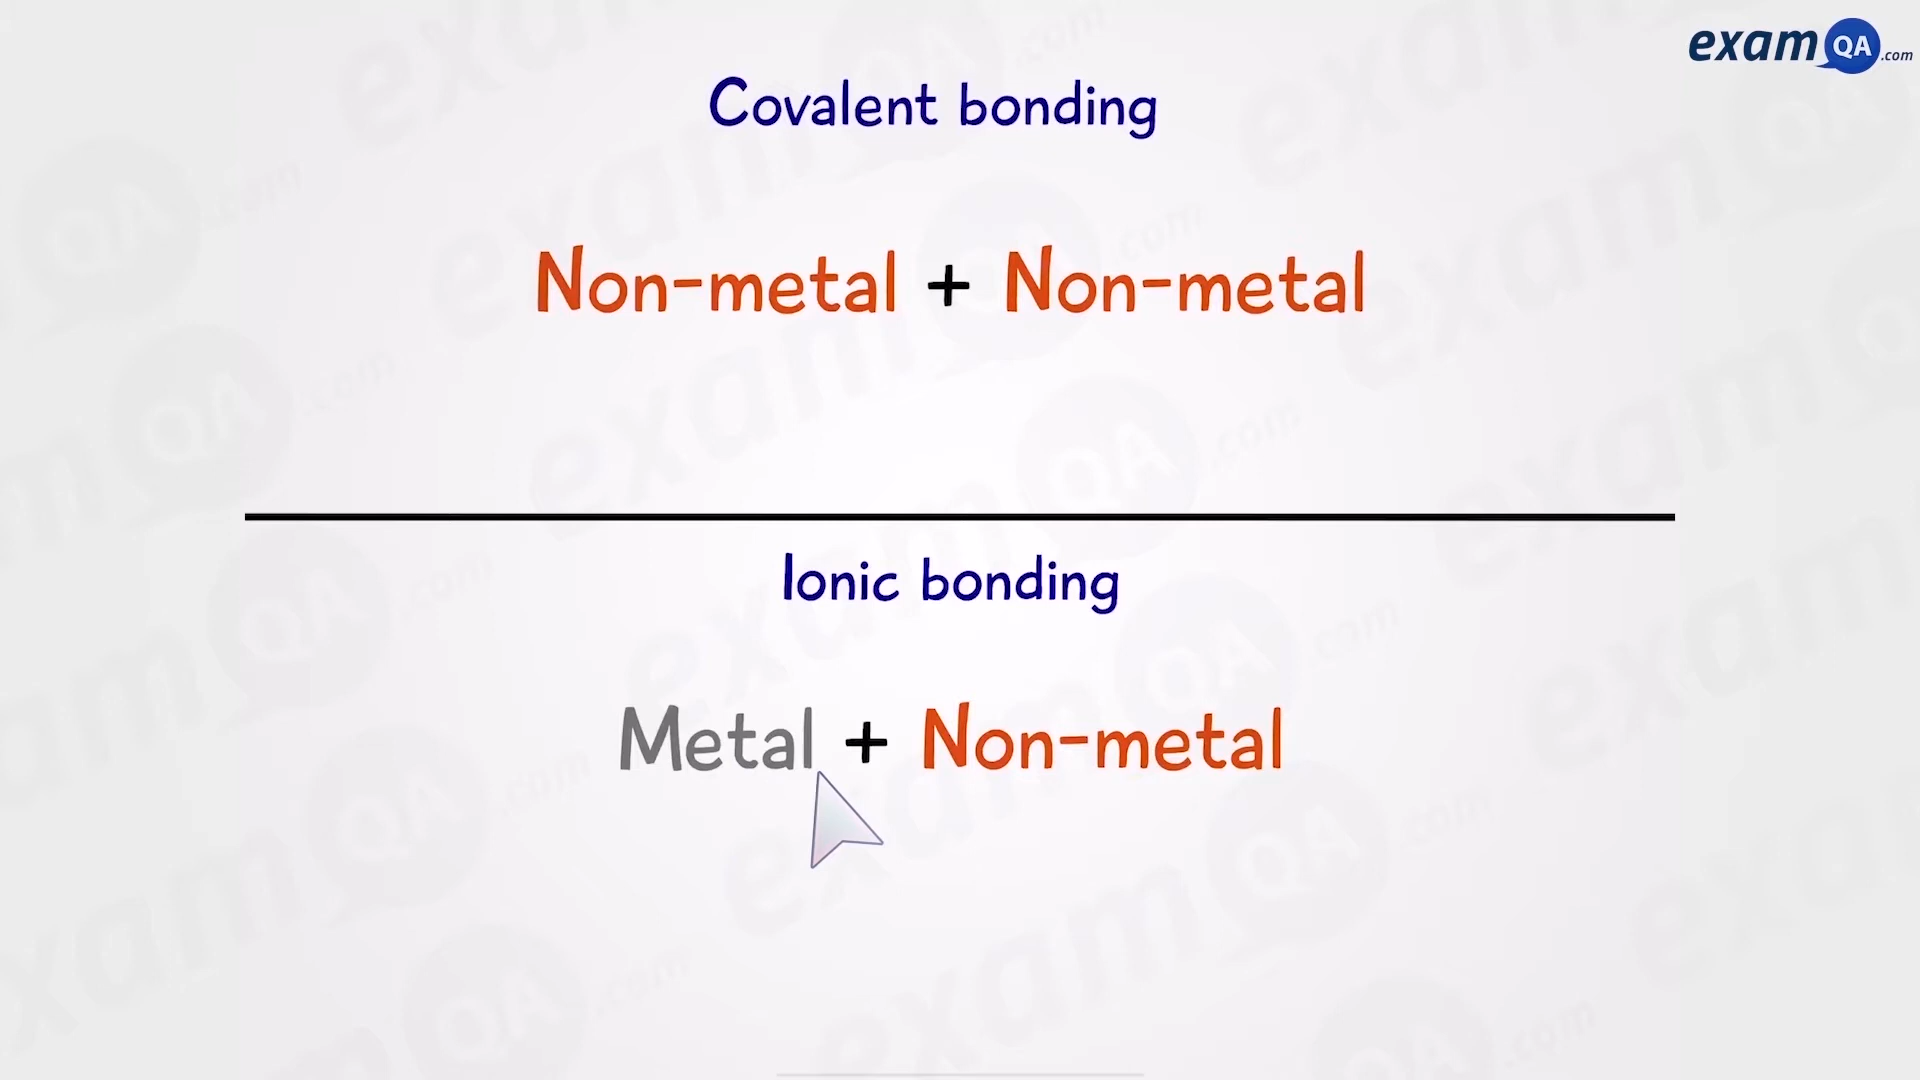 examQA.com
Covalent bonding
Non-metal + Non-metal
Ionic bonding
Metal + Non-metal